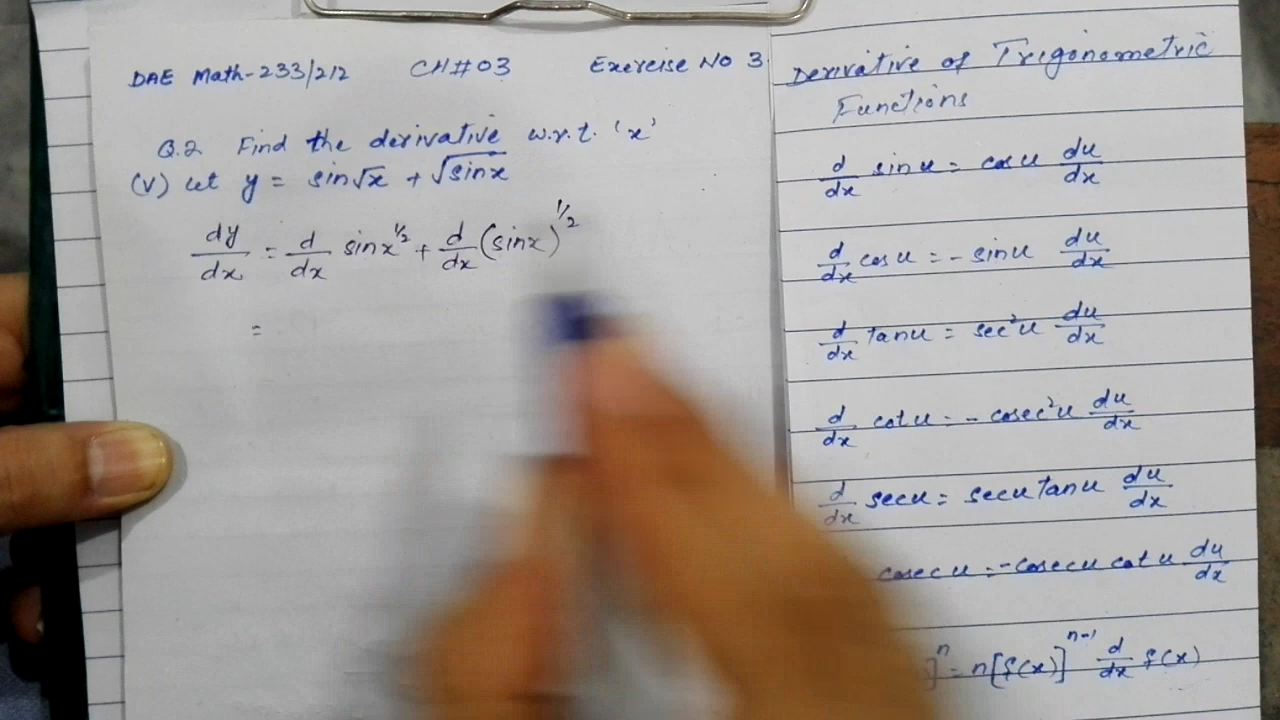 DAE Math-233/212 CH#03 Exercise No 3
Q.2 Find the derivative w.r.t. 'x'
(v) Let y = sin√x + √sinx
dy/dx = d/dx sinx^1/2 + d/dx (sinx)^1/2
=
Derivative of Trigonometric
Functions
d/dx sinu = cosu du/dx
d/dx cosu = - sinu du/dx
d/dx tanu = sec²u du/dx
d/dx cotu = - cosec²u du/dx
d/dx secu = secu tanu du/dx
cosecu = - cosecu cotu du/dx
]^n = n[f(x)]^n-1 d/dx f(x)